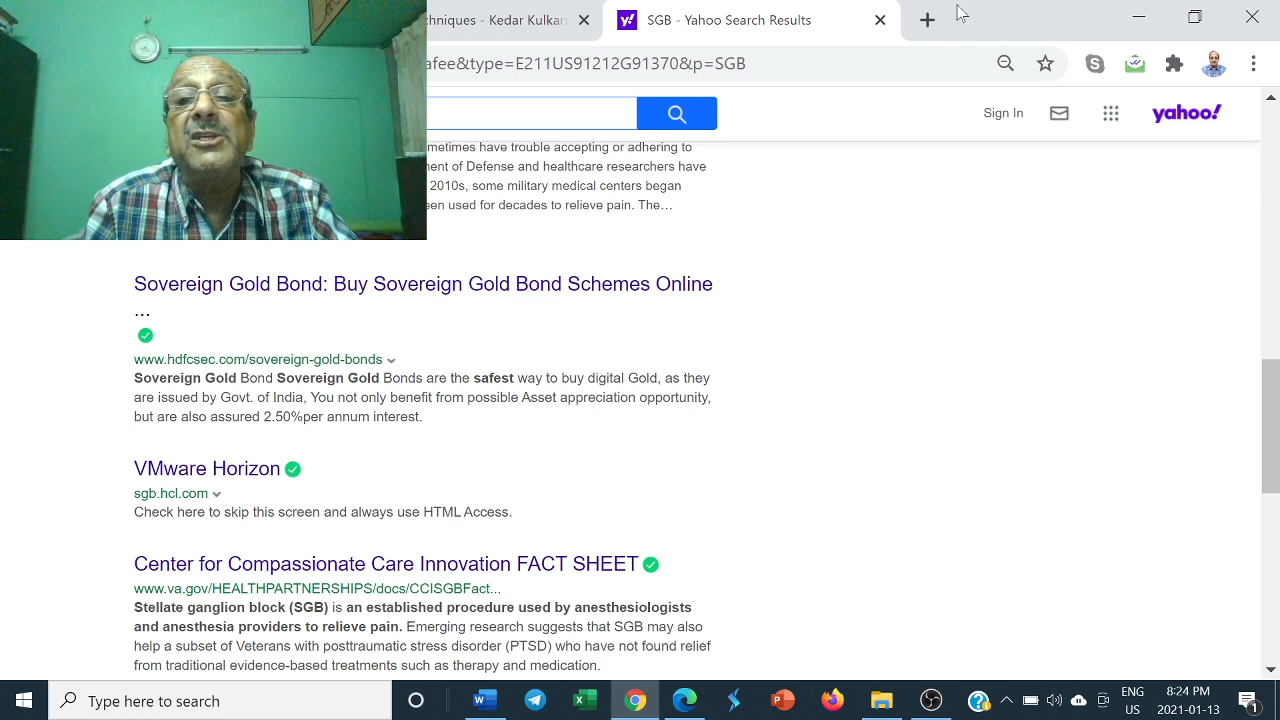 chniques - Kedar Kulkarn
SGB - Yahoo Search Results
afee&type=E211US91212G91370&p=SGB
Sign In
yahoo!
metimes have trouble accepting or adhering to
ent of Defense and healthcare researchers have
2010s, some military medical centers began
en used for decades to relieve pain. The...
Sovereign Gold Bond: Buy Sovereign Gold Bond Schemes Online
...
www.hdfcsec.com/sovereign-gold-bonds
Sovereign Gold Bond Sovereign Gold Bonds are the safest way to buy digital Gold, as they
are issued by Govt. of India, You not only benefit from possible Asset appreciation opportunity,
but are also assured 2.50%per annum interest.
VMware Horizon
sgb.hcl.com
Check here to skip this screen and always use HTML Access.
Center for Compassionate Care Innovation FACT SHEET
www.va.gov/HEALTHPARTNERSHIPS/docs/CCISGBFact...
Stellate ganglion block (SGB) is an established procedure used by anesthesiologists
and anesthesia providers to relieve pain. Emerging research suggests that SGB may also
help a subset of Veterans with posttraumatic stress disorder (PTSD) who have not found relief
from traditional evidence-based treatments such as therapy and medication.
Type here to search
ENG
US
8:24 PM
2021-01-13
1